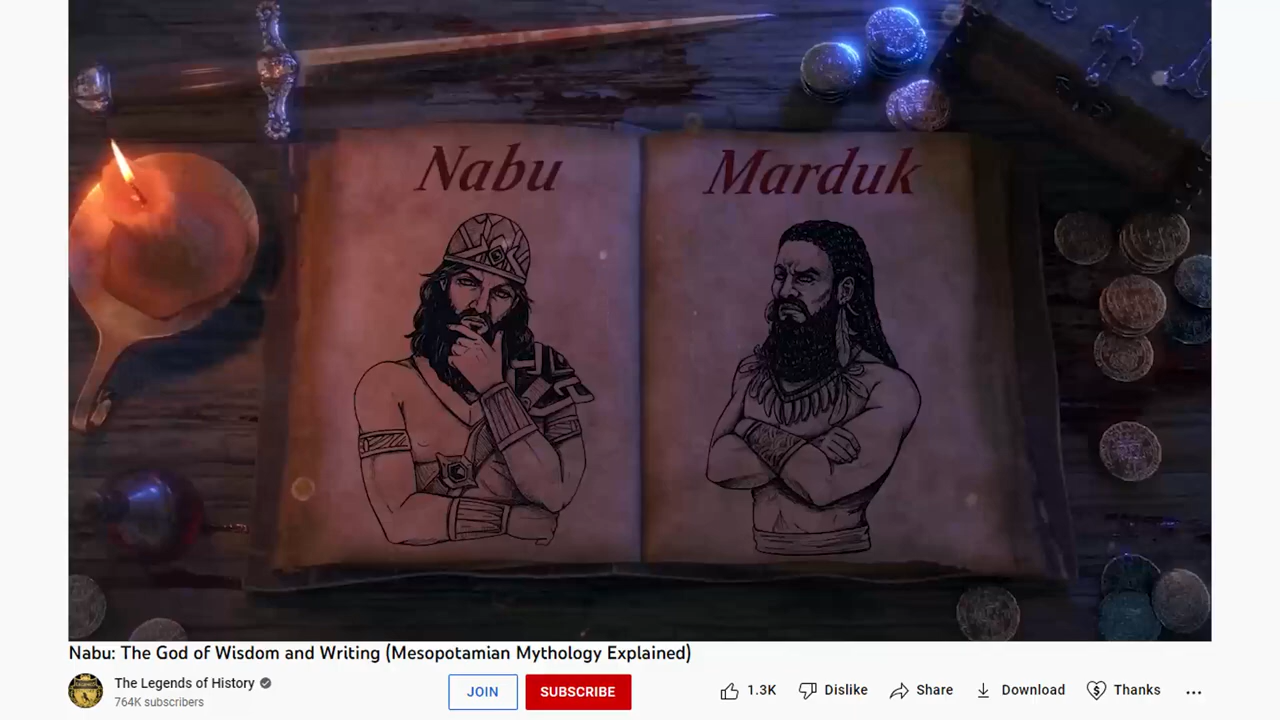 Nabu
Marduk
Nabu: The God of Wisdom and Writing (Mesopotamian Mythology Explained)
The Legends of History
764K subscribers
JOIN
SUBSCRIBE
1.3K
Dislike
Share
Download
Thanks